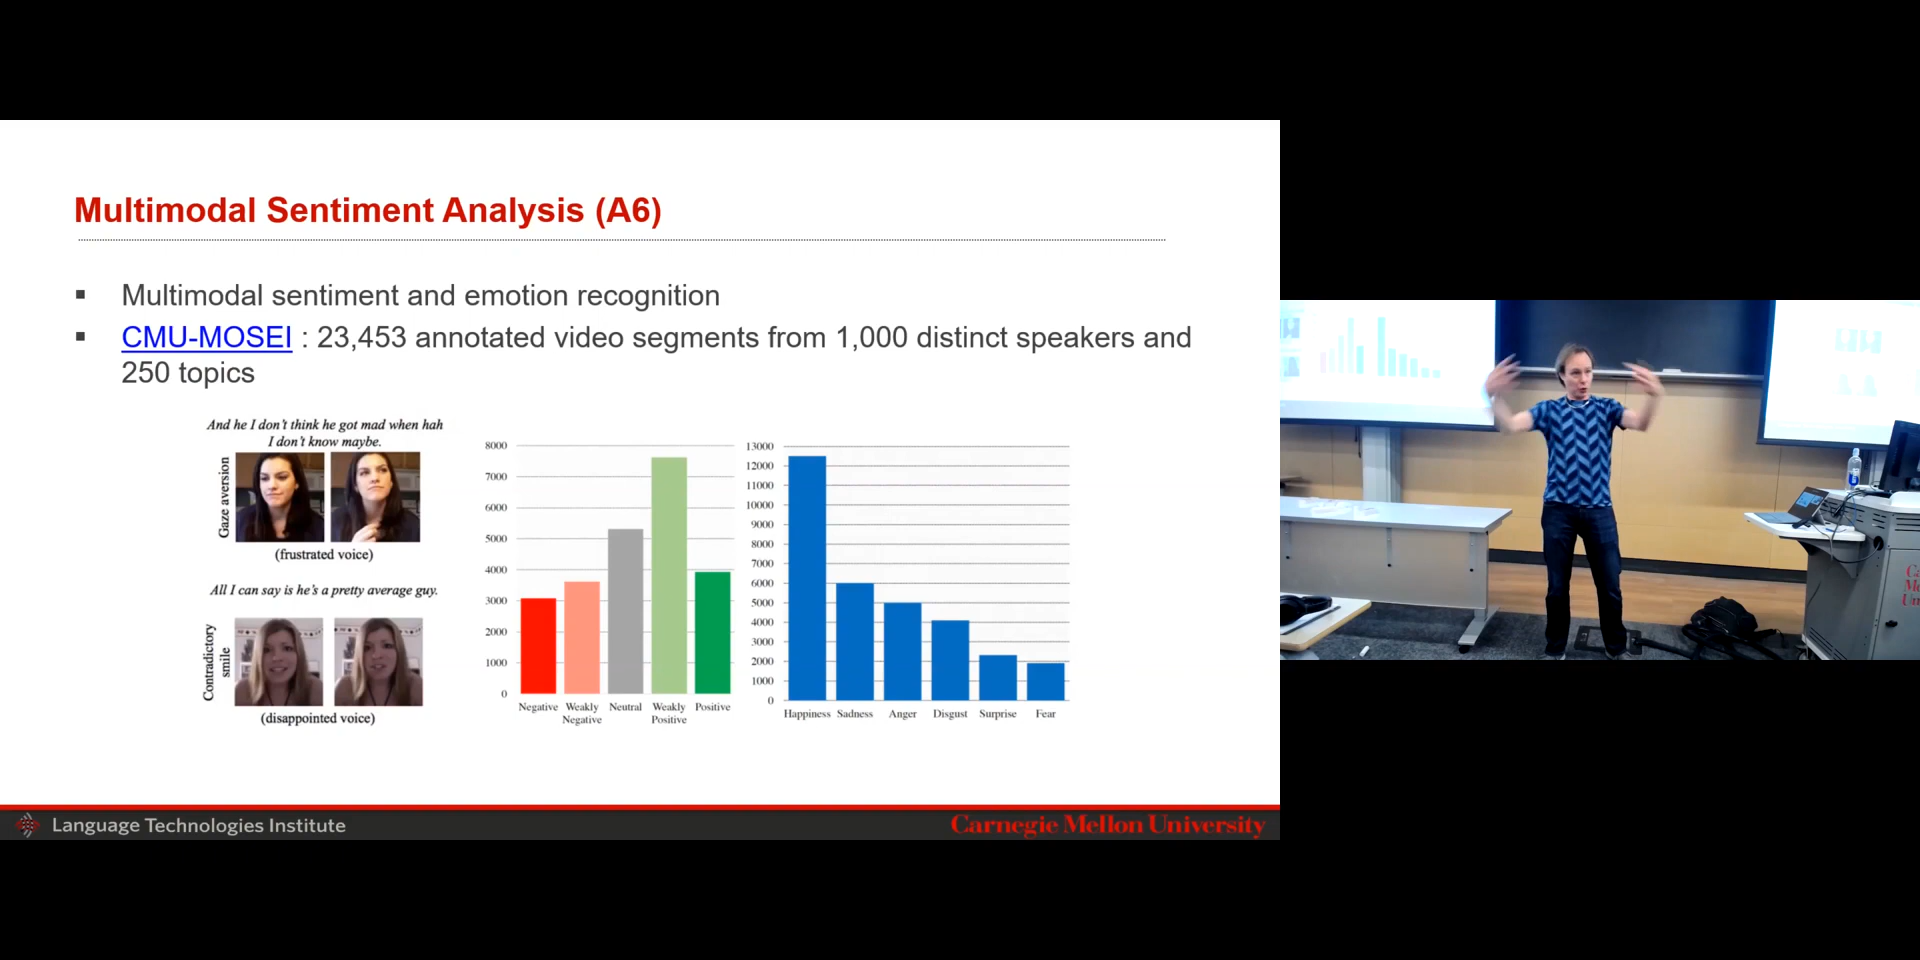 Multimodal Sentiment Analysis (A6)
▪ Multimodal sentiment and emotion recognition
▪ CMU-MOSEI : 23,453 annotated video segments from 1,000 distinct speakers and
250 topics
And he I don't think he got mad when hah
I don't know maybe.
Gaze aversion
(frustrated voice)
All I can say is he's a pretty average guy.
Contradictory
smile
(disappointed voice)
8000
7000
6000
5000
4000
3000
2000
1000
0
Negative Weakly Negative Neutral Weakly Positive Positive
13000
12000
11000
10000
9000
8000
7000
6000
5000
4000
3000
2000
1000
0
Happiness Sadness Anger Disgust Surprise Fear
Language Technologies Institute
Carnegie Mellon University